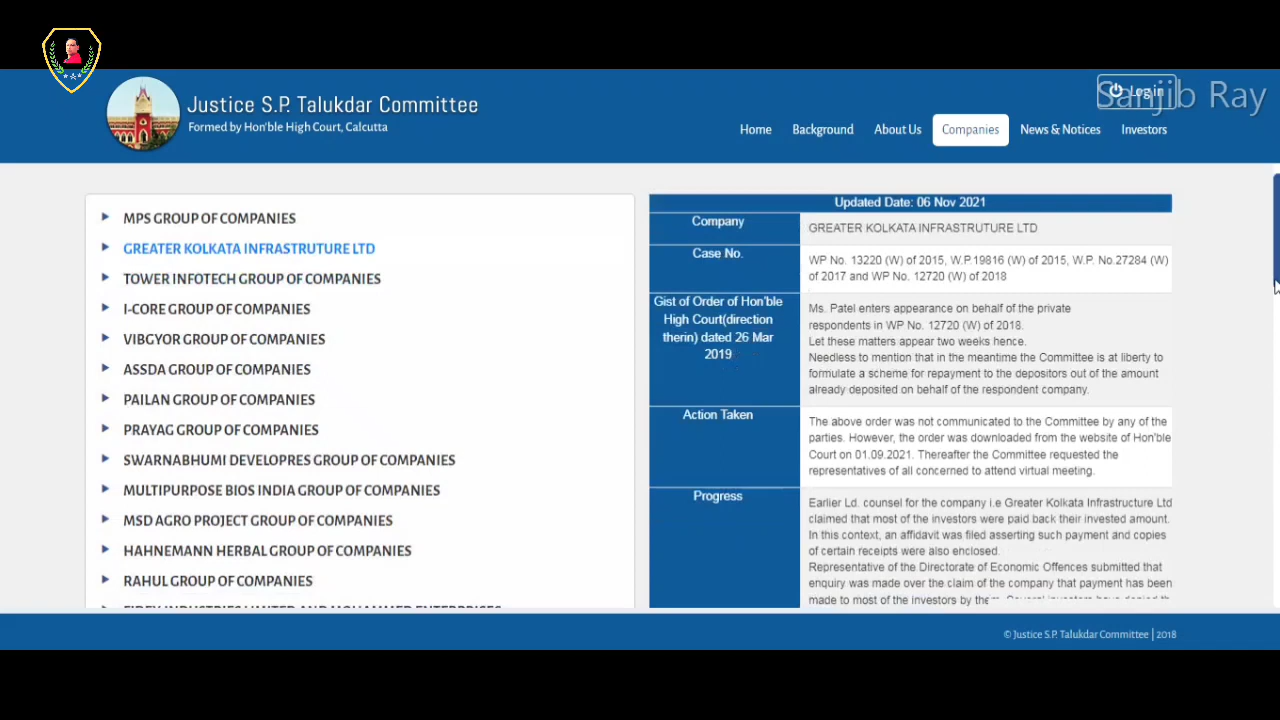 Justice S.P. Talukdar Committee
Formed by Hon'ble High Court, Calcutta
Log in
Sanjib Ray
Home
Background
About Us
Companies
News & Notices
Investors
MPS GROUP OF COMPANIES
GREATER KOLKATA INFRASTRUTURE LTD
TOWER INFOTECH GROUP OF COMPANIES
I-CORE GROUP OF COMPANIES
VIBGYOR GROUP OF COMPANIES
ASSDA GROUP OF COMPANIES
PAILAN GROUP OF COMPANIES
PRAYAG GROUP OF COMPANIES
SWARNABHUMI DEVELOPRES GROUP OF COMPANIES
MULTIPURPOSE BIOS INDIA GROUP OF COMPANIES
MSD AGRO PROJECT GROUP OF COMPANIES
HAHNEMANN HERBAL GROUP OF COMPANIES
RAHUL GROUP OF COMPANIES
Updated Date: 06 Nov 2021
Company
GREATER KOLKATA INFRASTRUTURE LTD
Case No.
WP No. 13220 (W) of 2015, W.P.19816 (W) of 2015, W.P. No.27284 (W)
of 2017 and WP No. 12720 (W) of 2018
Gist of Order of Hon'ble
High Court(direction
therin) dated 26 Mar
2019
Ms. Patel enters appearance on behalf of the private
respondents in WP No. 12720 (W) of 2018.
Let these matters appear two weeks hence.
Needless to mention that in the meantime the Committee is at liberty to
formulate a scheme for repayment to the depositors out of the amount
already deposited on behalf of the respondent company.
Action Taken
The above order was not communicated to the Committee by any of the
parties. However, the order was downloaded from the website of Hon'ble
Court on 01.09.2021. Thereafter the Committee requested the
representatives of all concerned to attend virtual meeting.
Progress
Earlier Ld. counsel for the company i.e Greater Kolkata Infrastructure Ltd
claimed that most of the investors were paid back their invested amount.
In this context, an affidavit was filed asserting such payment and copies
of certain receipts were also enclosed.
Representative of the Directorate of Economic Offences submitted that
enquiry was made over the claim of the company that payment has been
made to most of the investors by them.
© Justice S.P. Talukdar Committee | 2018